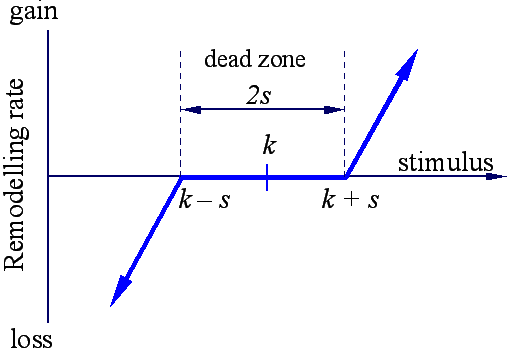 gain
dead zone
2s
k
stimulus
k – s
k + s
Remodelling rate
loss